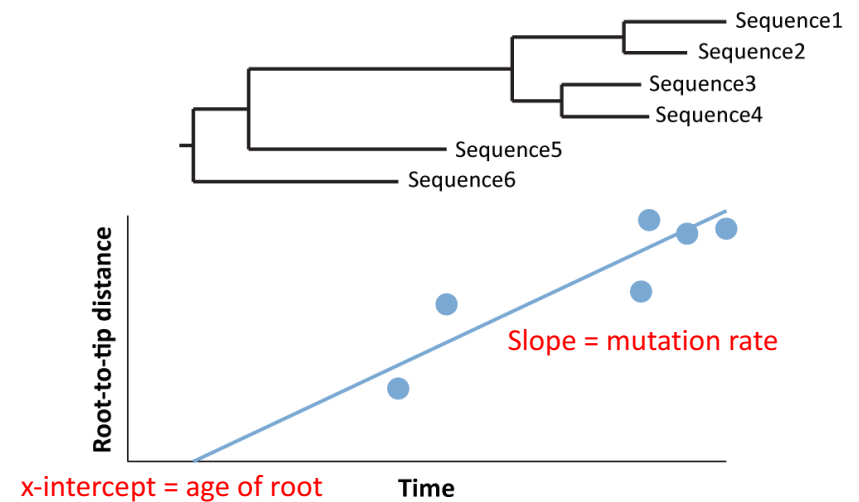 Sequence1
Sequence2
Sequence3
Sequence4
Sequence5
Sequence6
Root-to-tip distance
Slope = mutation rate
x-intercept = age of root
Time